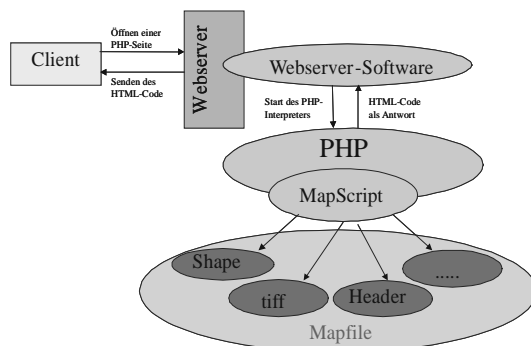 Öffnen einer
PHP-Seite
Client
Senden des
HTML-Code
Webserver
Webserver-Software
Start des PHP-
Interpreters
HTML-Code
als Antwort
PHP
MapScript
Shape
tiff
Header
.....
Mapfile